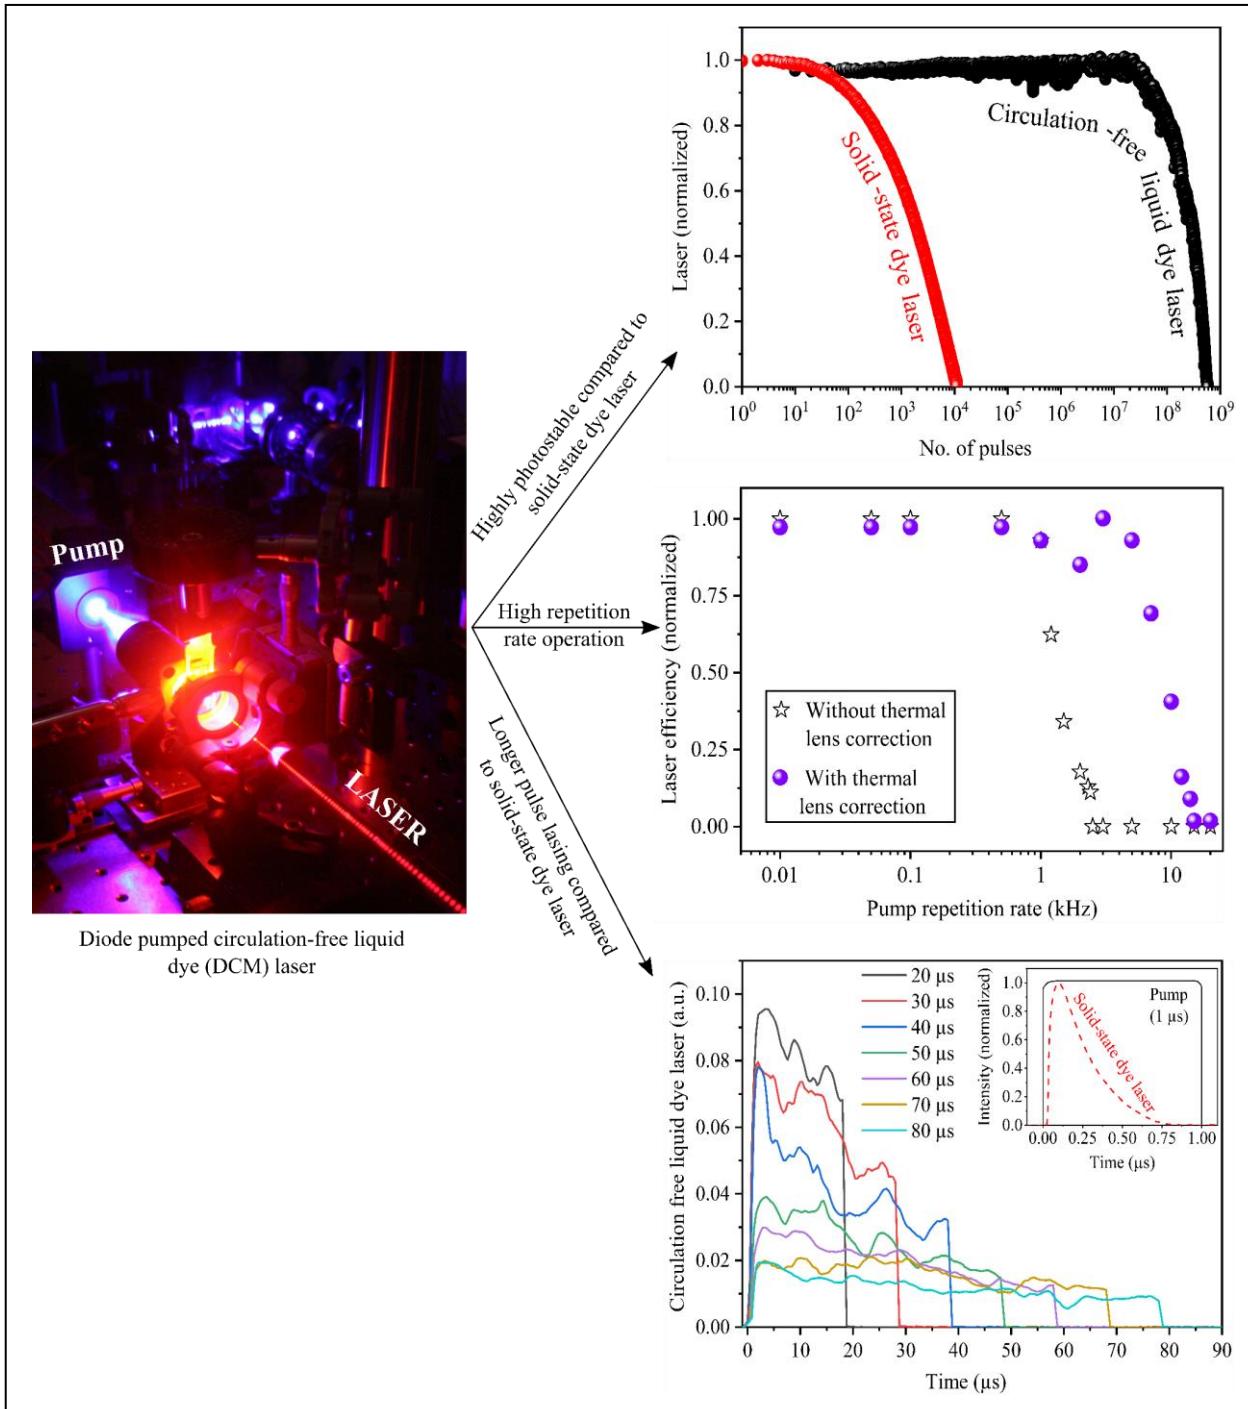 Pump
LASER
Diode pumped circulation-free liquid
dye (DCM) laser
Highly photostable compared to
solid-state dye laser
High repetition
rate operation
Longer pulse lasing compared
to solid-state dye laser
Laser (normalized)
1.0
0.8
0.6
0.4
0.2
0.0
Solid-state dye laser
Circulation -free liquid dye laser
10⁰ 10¹ 10² 10³ 10⁴ 10⁵ 10⁶ 10⁷ 10⁸ 10⁹
No. of pulses
Laser efficiency (normalized)
1.00
0.75
0.50
0.25
0.00
Without thermal
lens correction
With thermal
lens correction
0.01 0.1 1 10
Pump repetition rate (kHz)
Circulation free liquid dye laser (a.u.)
0.10
0.08
0.06
0.04
0.02
0.00
20 µs
30 µs
40 µs
50 µs
60 µs
70 µs
80 µs
Intensity (normalized)
1.0
0.8
0.6
0.4
0.2
0.0
Pump
(1 µs)
Solid-state dye laser
0.00 0.25 0.50 0.75 1.00
Time (µs)
0 10 20 30 40 50 60 70 80 90
Time (µs)